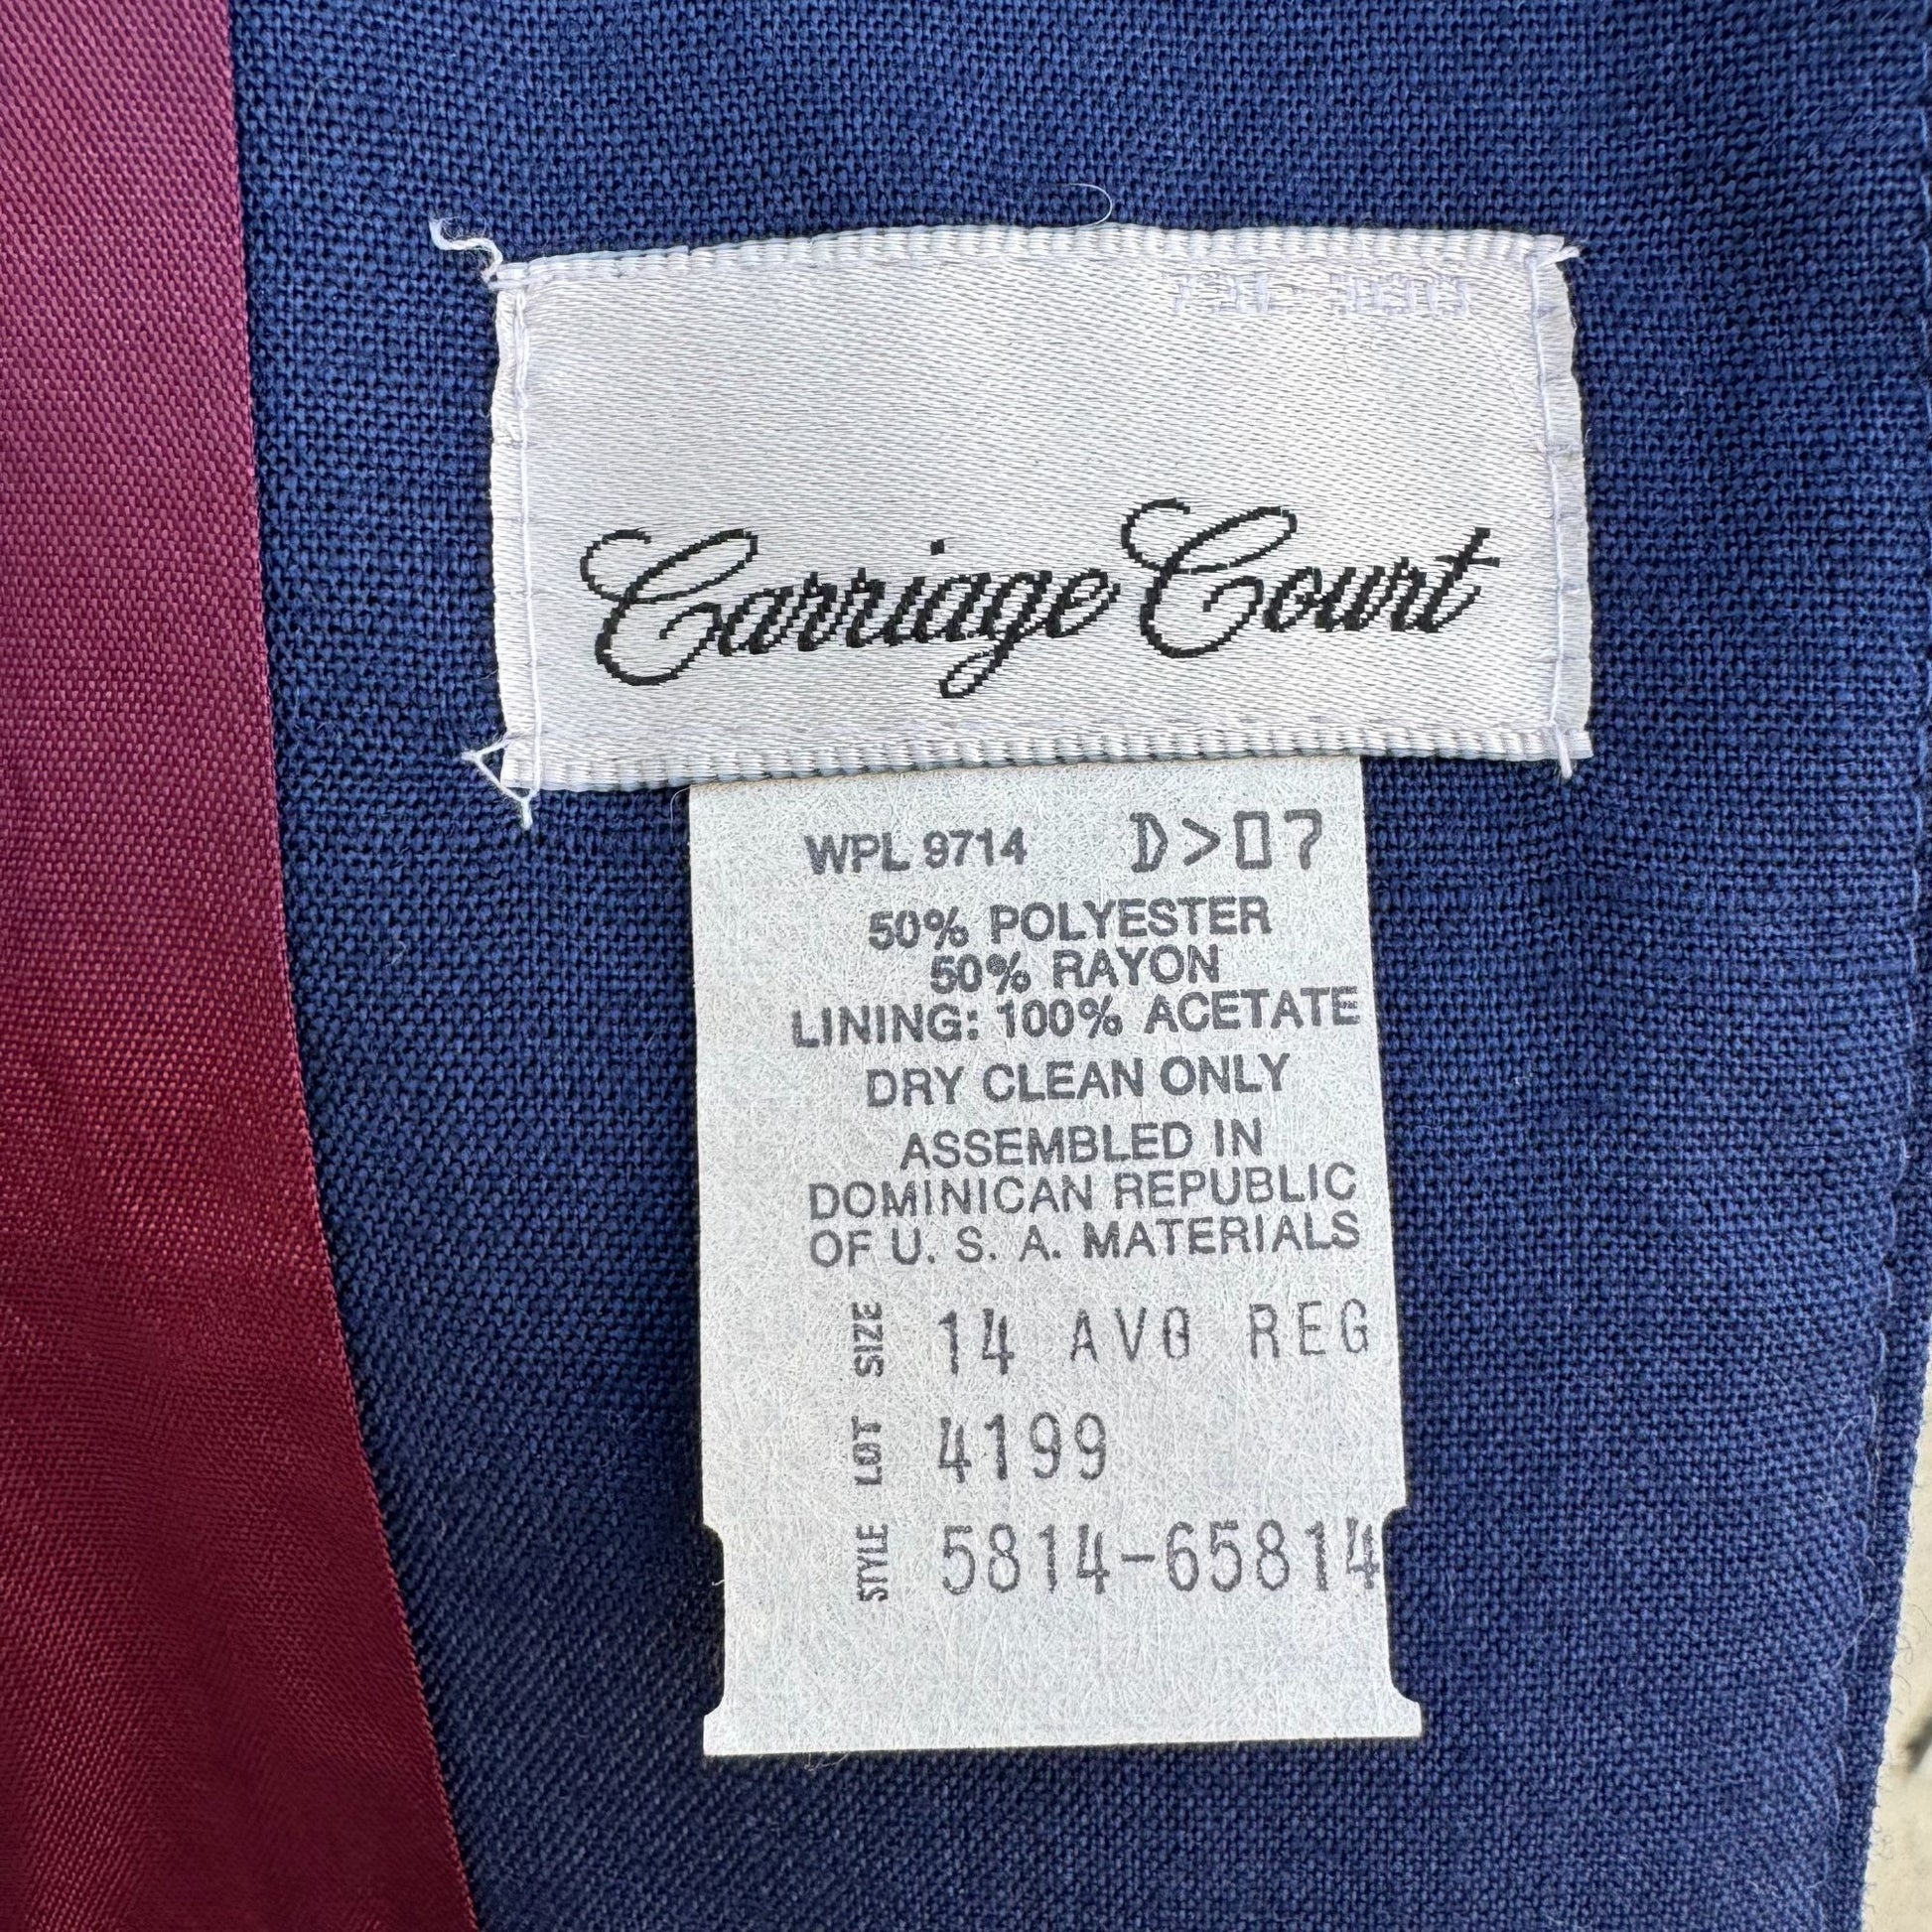 Carriage Court
WPL 9714 D>07
50% POLYESTER
50% RAYON
LINING: 100% ACETATE
DRY CLEAN ONLY
ASSEMBLED IN
DOMINICAN REPUBLIC
OF U. S. A. MATERIALS
SIZE 14 AVG REG
LOT 4199
STYLE 5814-65814